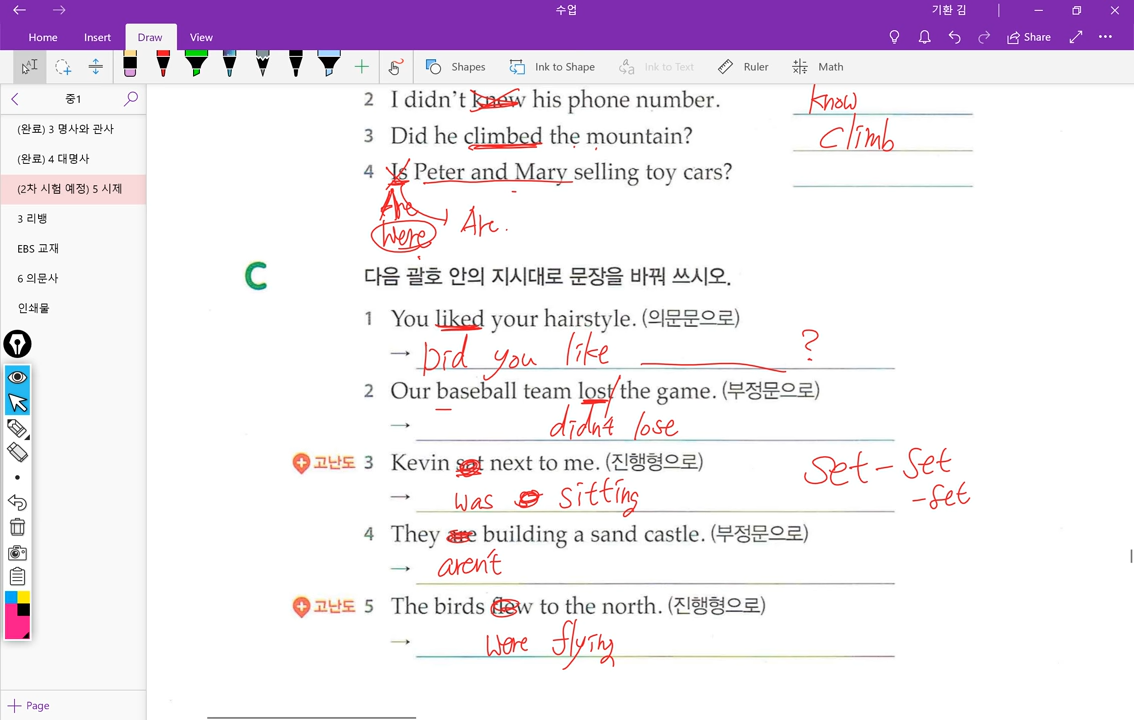 수업
기환 김
Home Insert Draw View
Share
Shapes Ink to Shape Ink to Text Ruler Math
중1
(완료) 3 명사와 관사
(완료) 4 대명사
(2차 시험 예정) 5 시제
3 리뱅
EBS 교재
6 의문사
인쇄물
Page
2 I didn't knew his phone number. know
3 Did he climbed the mountain? climb
4 Is Peter and Mary selling toy cars?
Are
Were Are.
C 다음 괄호 안의 지시대로 문장을 바꿔 쓰시오.
1 You liked your hairstyle. (의문문으로)
→ Did you like ?
2 Our baseball team lost the game. (부정문으로)
→ didn't lose
고난도 3 Kevin sat next to me. (진행형으로) set - set
→ was sitting - set
4 They are building a sand castle. (부정문으로)
→ aren't
고난도 5 The birds flew to the north. (진행형으로)
→ were flying